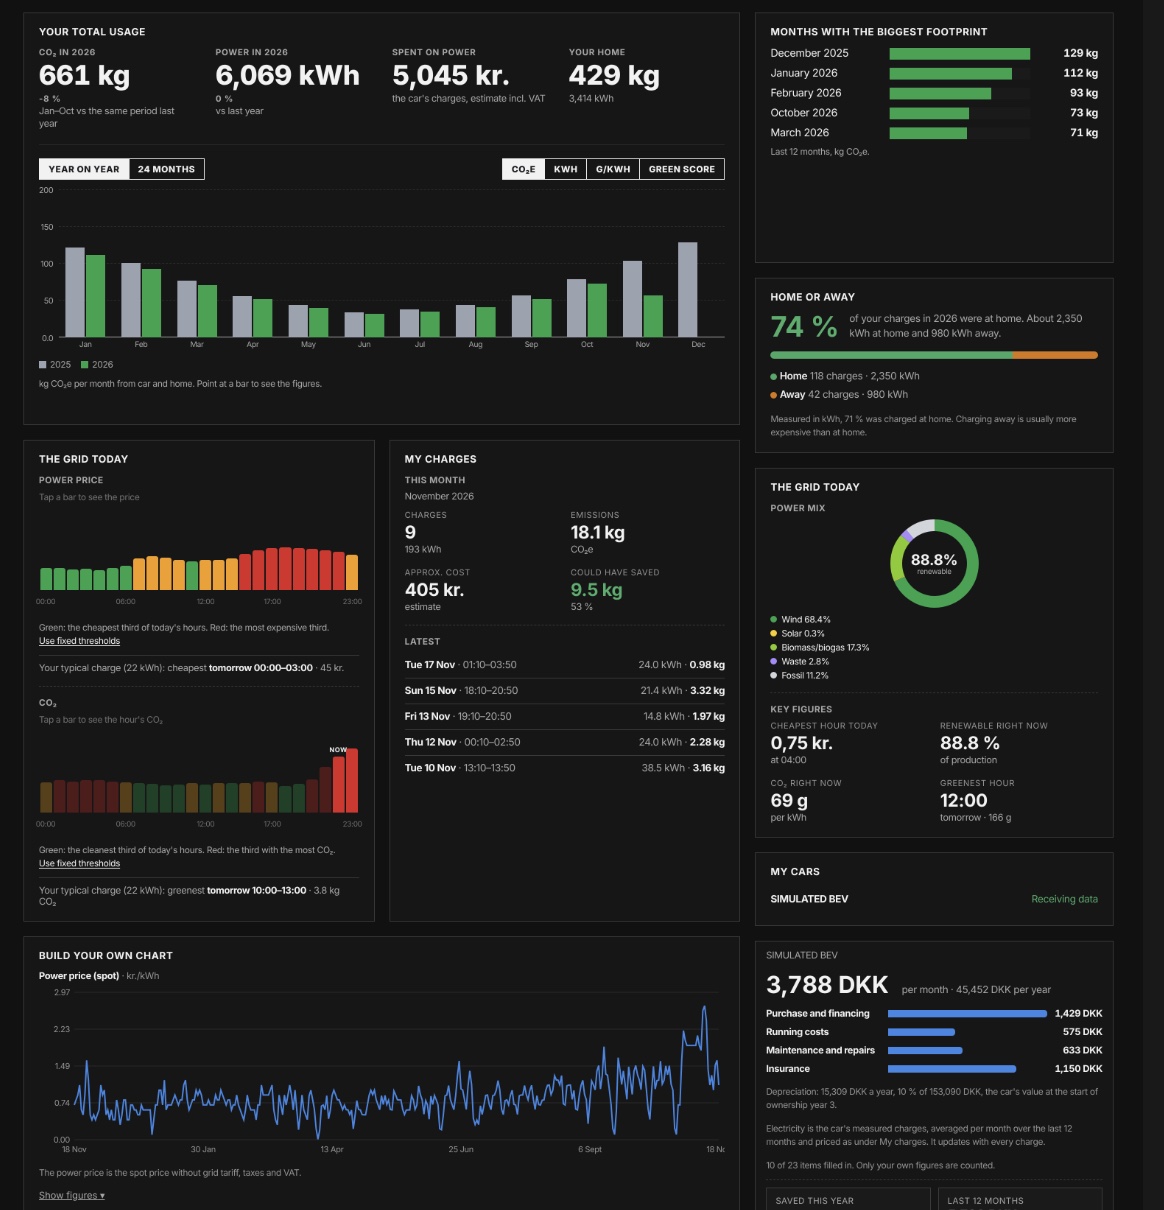 YOUR TOTAL USAGE
CO₂ IN 2026
661 kg
-8 %
Jan–Oct vs the same period last
year
POWER IN 2026
6,069 kWh
0 %
vs last year
SPENT ON POWER
5,045 kr.
the car's charges, estimate incl. VAT
YOUR HOME
429 kg
3,414 kWh
YEAR ON YEAR
24 MONTHS
CO₂E
KWH
G/KWH
GREEN SCORE
200
150
100
50
0.0
Jan
Feb
Mar
Apr
May
Jun
Jul
Aug
Sep
Oct
Nov
Dec
2025
2026
kg CO₂e per month from car and home. Point at a bar to see the figures.
MONTHS WITH THE BIGGEST FOOTPRINT
December 2025 129 kg
January 2026 112 kg
February 2026 93 kg
October 2026 73 kg
March 2026 71 kg
Last 12 months, kg CO₂e.
HOME OR AWAY
74 %
of your charges in 2026 were at home. About 2,350
kWh at home and 980 kWh away.
Home 118 charges · 2,350 kWh
Away 42 charges · 980 kWh
Measured in kWh, 71 % was charged at home. Charging away is usually more
expensive than at home.
THE GRID TODAY
POWER PRICE
Tap a bar to see the price
00:00
06:00
12:00
17:00
23:00
Green: the cheapest third of today's hours. Red: the most expensive third.
Use fixed thresholds
Your typical charge (22 kWh): cheapest tomorrow 00:00–03:00 · 45 kr.
CO₂
Tap a bar to see the hour's CO₂
NOW
00:00
06:00
12:00
17:00
23:00
Green: the cleanest third of today's hours. Red: the third with the most CO₂.
Use fixed thresholds
Your typical charge (22 kWh): greenest tomorrow 10:00–13:00 · 3.8 kg
CO₂
MY CHARGES
THIS MONTH
November 2026
CHARGES
9
193 kWh
EMISSIONS
18.1 kg
CO₂e
APPROX. COST
405 kr.
estimate
COULD HAVE SAVED
9.5 kg
53 %
LATEST
Tue 17 Nov · 01:10–03:50 24.0 kWh · 0.98 kg
Sun 15 Nov · 18:10–20:50 21.4 kWh · 3.32 kg
Fri 13 Nov · 19:10–20:50 14.8 kWh · 1.97 kg
Thu 12 Nov · 00:10–02:50 24.0 kWh · 2.28 kg
Tue 10 Nov · 13:10–13:50 38.5 kWh · 3.16 kg
THE GRID TODAY
POWER MIX
88.8%
renewable
Wind 68.4%
Solar 0.3%
Biomass/biogas 17.3%
Waste 2.8%
Fossil 11.2%
KEY FIGURES
CHEAPEST HOUR TODAY
0,75 kr.
at 04:00
RENEWABLE RIGHT NOW
88.8 %
of production
CO₂ RIGHT NOW
69 g
per kWh
GREENEST HOUR
12:00
tomorrow · 166 g
MY CARS
SIMULATED BEV Receiving data
BUILD YOUR OWN CHART
Power price (spot) · kr./kWh
2.97
2.23
1.49
0.74
0.00
18 Nov
30 Jan
13 Apr
25 Jun
6 Sept
18 Nc
The power price is the spot price without grid tariff, taxes and VAT.
Show figures ▾
SIMULATED BEV
3,788 DKK per month · 45,452 DKK per year
Purchase and financing 1,429 DKK
Running costs 575 DKK
Maintenance and repairs 633 DKK
Insurance 1,150 DKK
Depreciation: 15,309 DKK a year, 10 % of 153,090 DKK, the car's value at the start of
ownership year 3.
Electricity is the car's measured charges, averaged per month over the last 12
months and priced as under My charges. It updates with every charge.
10 of 23 items filled in. Only your own figures are counted.
SAVED THIS YEAR
LAST 12 MONTHS